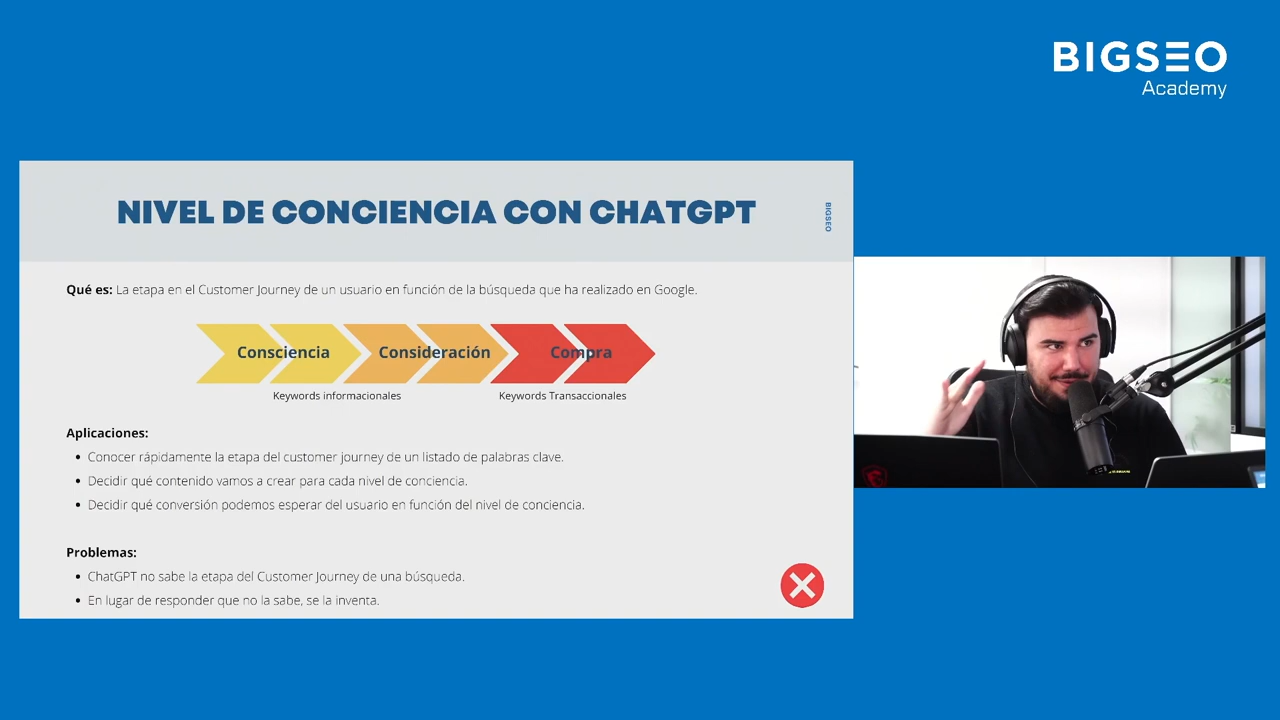 BIGSEO
Academy
NIVEL DE CONCIENCIA CON CHATGPT
BIGSEO
Qué es: La etapa en el Customer Journey de un usuario en función de la búsqueda que ha realizado en Google.
Consciencia
Consideración
Compra
Keywords informacionales
Keywords Transaccionales
Aplicaciones:
• Conocer rápidamente la etapa del customer journey de un listado de palabras clave.
• Decidir qué contenido vamos a crear para cada nivel de conciencia.
• Decidir qué conversión podemos esperar del usuario en función del nivel de conciencia.
Problemas:
• ChatGPT no sabe la etapa del Customer Journey de una búsqueda.
• En lugar de responder que no la sabe, se la inventa.